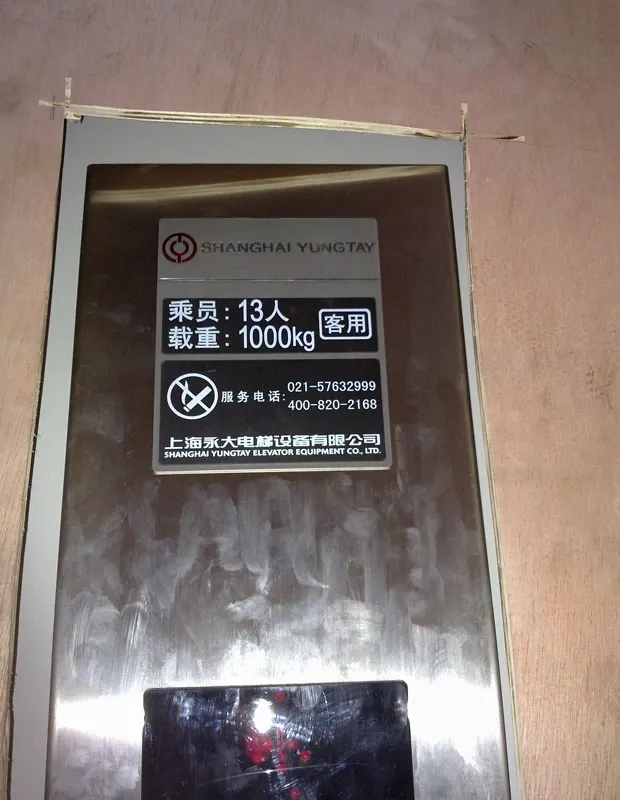 SHANGHAI YUNGTAY
乘员：13人
载重：1000kg
客用
服务电话：
021-57632999
400-820-2168
上海永大电梯设备有限公司
SHANGHAI YUNGTAY ELEVATOR EQUIPMENT CO., LTD.